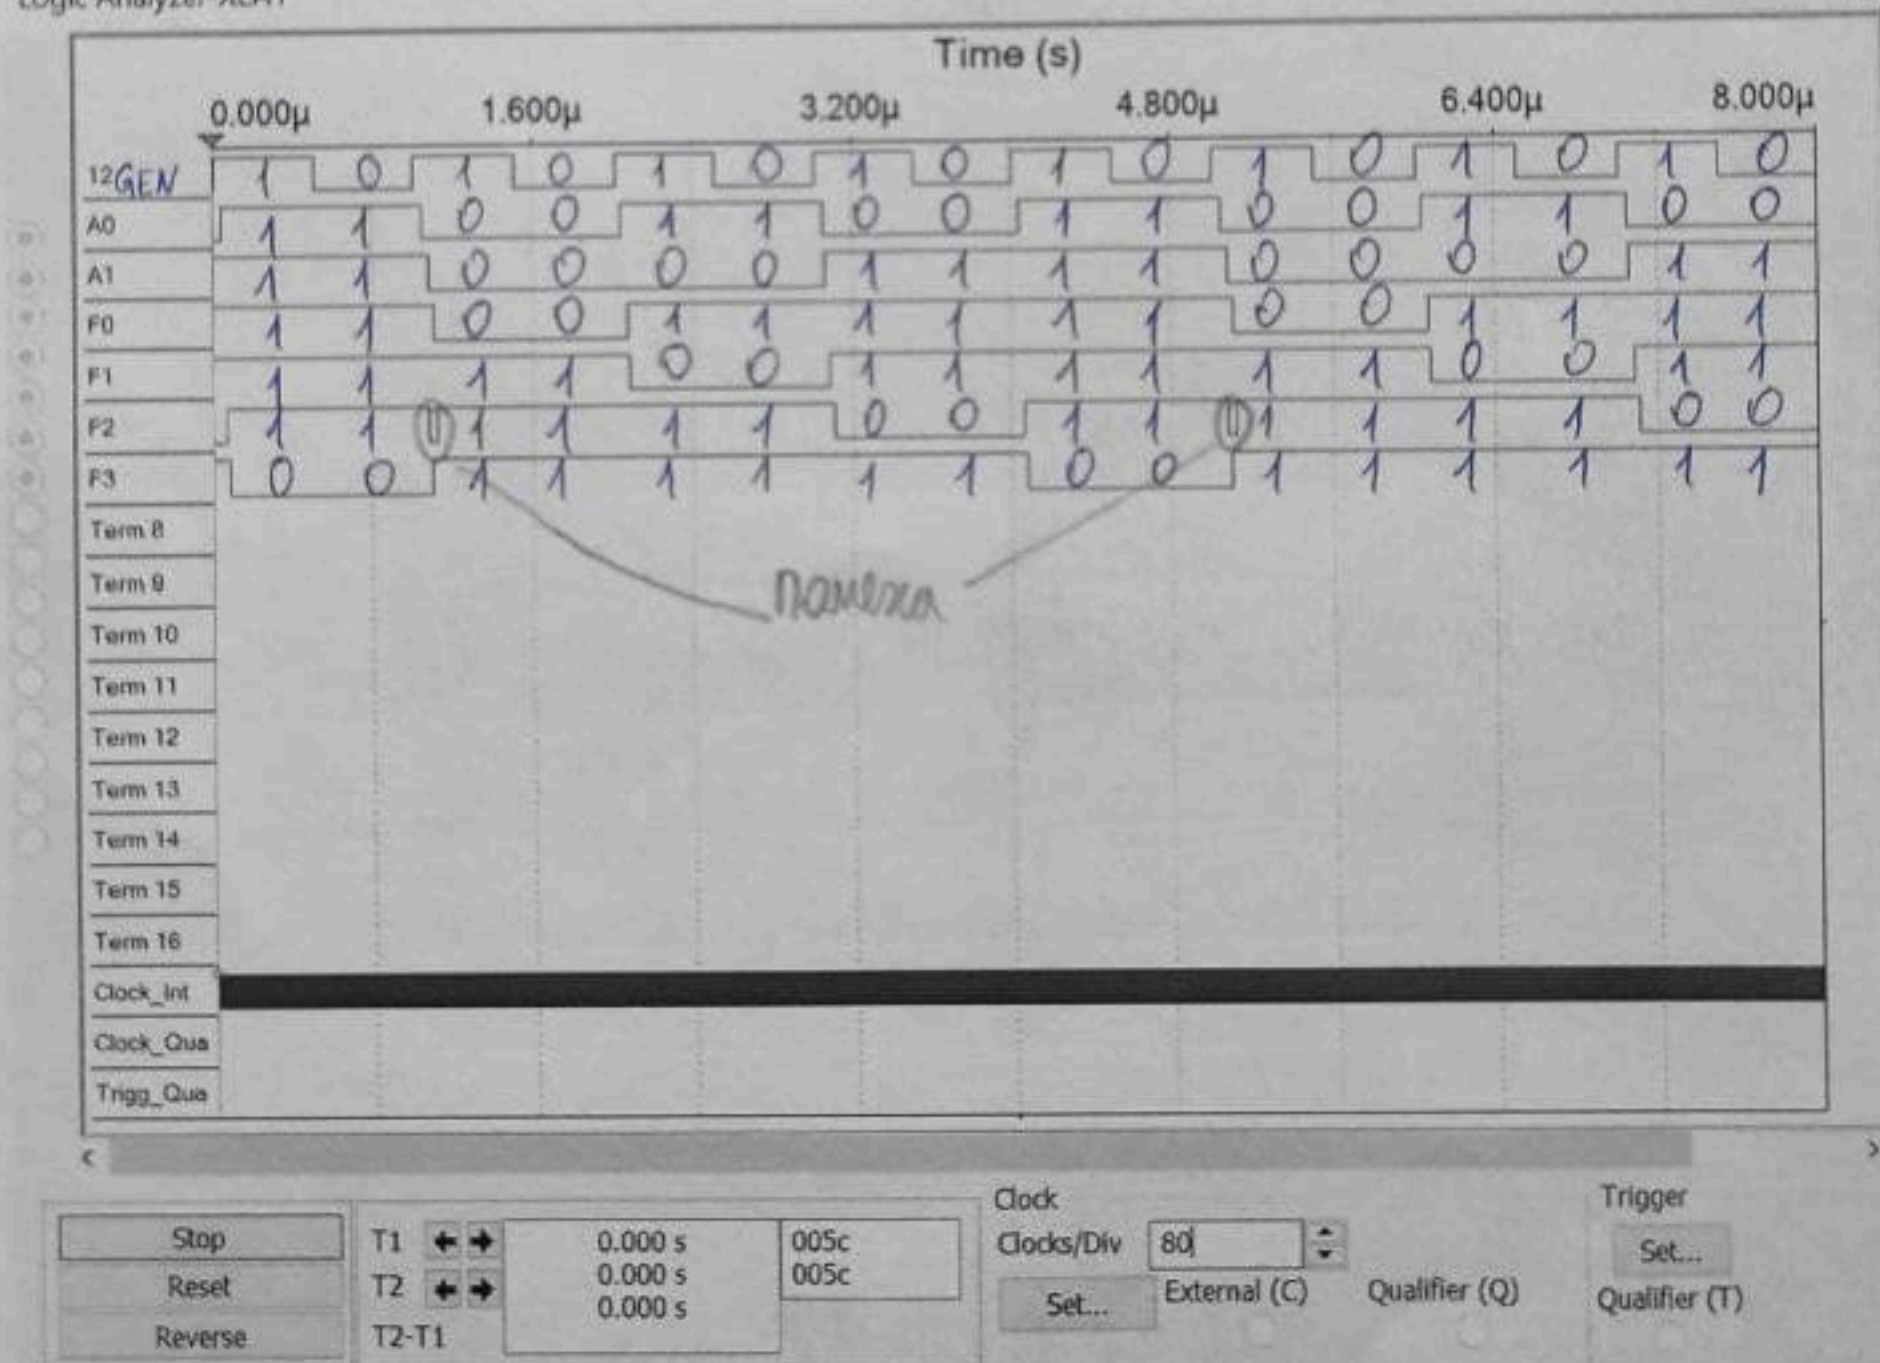 Time (s)
0.000µ 1.600µ 3.200µ 4.800µ 6.400µ 8.000µ
12GEN 1 0 1 0 1 0 1 0 1 0 1 0 1 0 1 0
A0 1 1 0 0 1 1 0 0 1 1 0 0 1 1 0 0
A1 1 1 0 0 0 0 1 1 1 1 0 0 0 0 1 1
F0 1 1 0 0 1 1 1 1 1 1 0 0 1 1 1 1
F1 1 1 1 1 0 0 1 1 1 1 1 1 0 0 1 1
F2 1 1 1 1 1 1 0 0 1 1 1 1 1 1 0 0
F3 0 0 1 1 1 1 1 1 0 0 1 1 1 1 1 1
Term 8
помеха
Term 9
Term 10
Term 11
Term 12
Term 13
Term 14
Term 15
Term 16
Clock_Int
Clock_Qua
Trigg_Qua
Stop
Reset
Reverse
T1 0.000 s 005c
T2 0.000 s 005c
0.000 s
T2-T1
Clock
Clocks/Div 80
Set...
External (C)
Qualifier (Q)
Trigger
Set...
Qualifier (T)